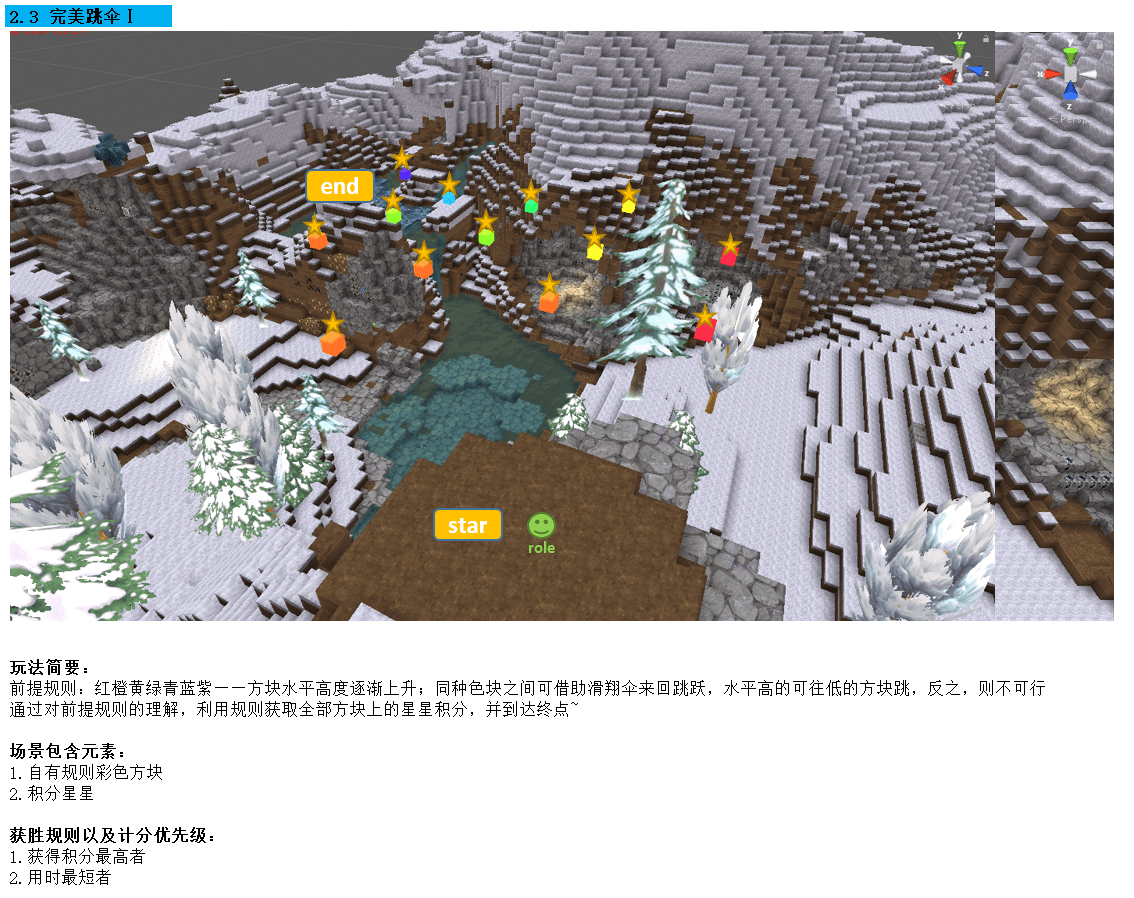 2.3 完美跳伞Ⅰ
y
z
x
y
x
z
Persp
end
star
role
玩法简要：
前提规则：红橙黄绿青蓝紫——方块水平高度逐渐上升；同种色块之间可借助滑翔伞来回跳跃，水平高的可往低的方块跳，反之，则不可行
通过对前提规则的理解，利用规则获取全部方块上的星星积分，并到达终点~
场景包含元素：
1.自有规则彩色方块
2.积分星星
获胜规则以及计分优先级：
1.获得积分最高者
2.用时最短者